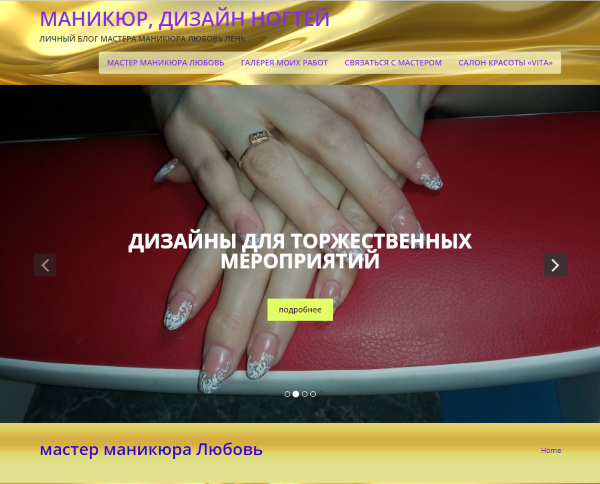 МАНИКЮР, ДИЗАЙН НОГТЕЙ
ЛИЧНЫЙ БЛОГ МАСТЕРА МАНИКЮРА ЛЮБОВЬ ЛЕНЬ
МАСТЕР МАНИКЮРА ЛЮБОВЬ ГАЛЕРЕЯ МОИХ РАБОТ СВЯЗАТЬСЯ С МАСТЕРОМ САЛОН КРАСОТЫ «VITA»
ДИЗАЙНЫ ДЛЯ ТОРЖЕСТВЕННЫХ
МЕРОПРИЯТИЙ
подробнее
мастер маникюра Любовь
Home